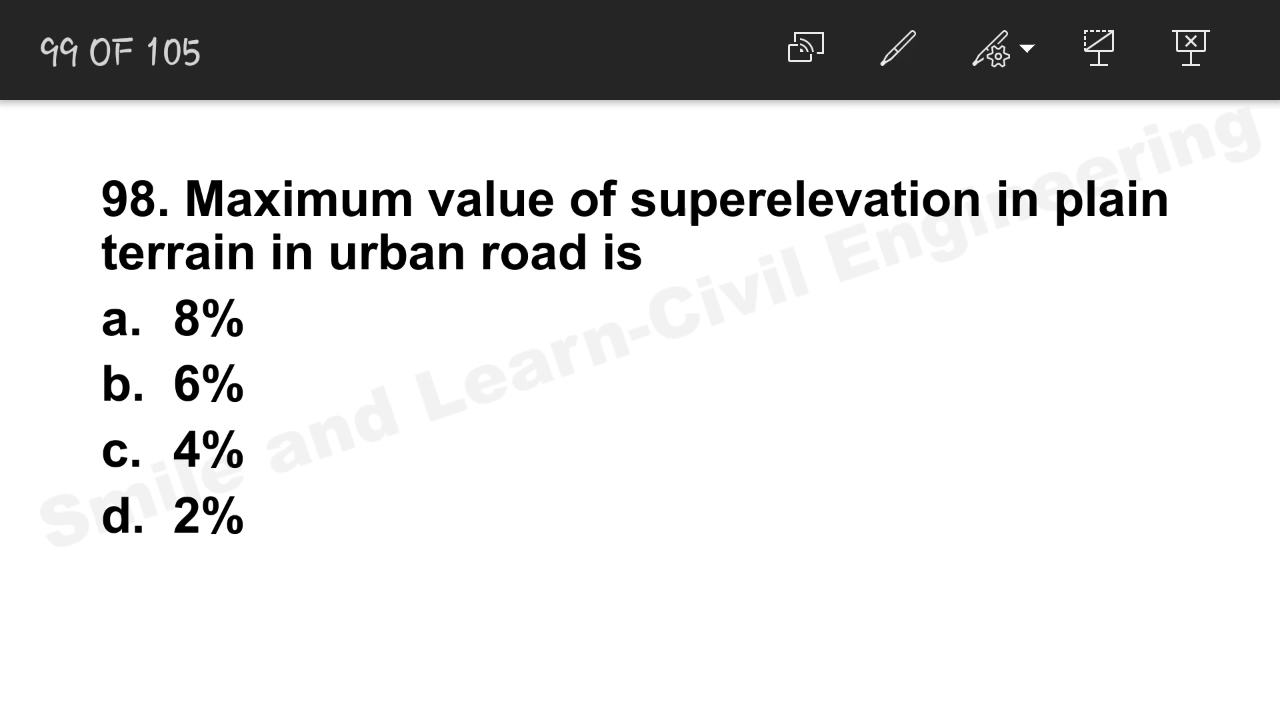 99 OF 105
98. Maximum value of superelevation in plain
terrain in urban road is
a. 8%
b. 6%
c. 4%
d. 2%
Smile and Learn-Civil Engineering